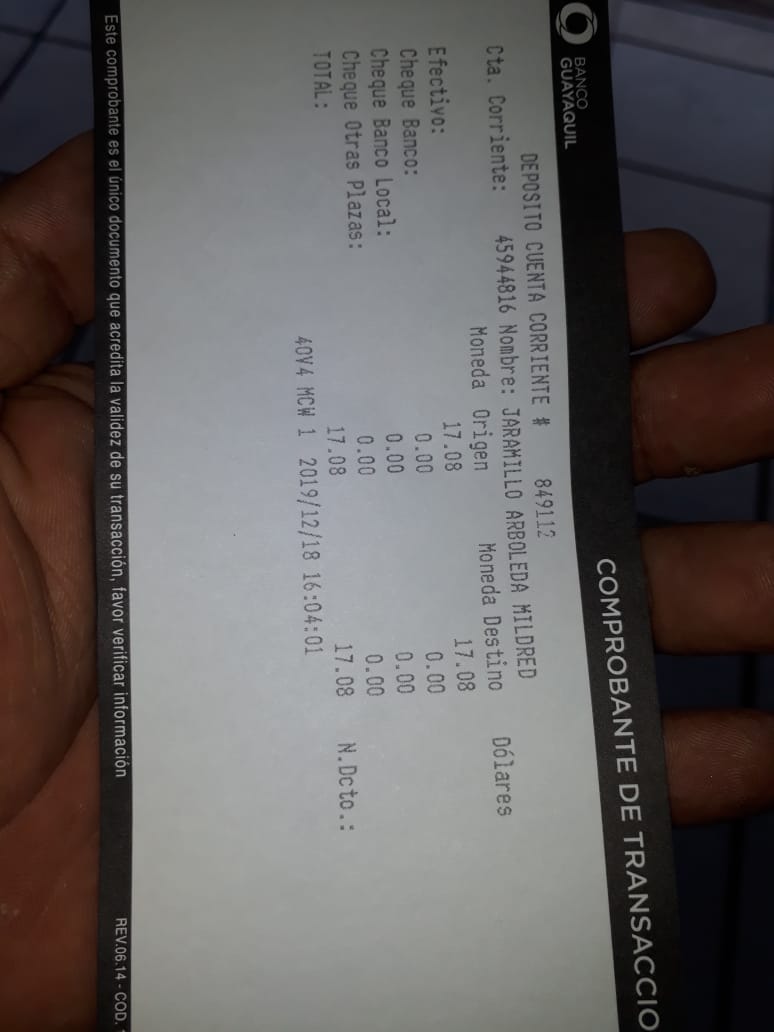 BANCO
GUAYAQUIL
COMPROBANTE DE TRANSACCIO
DEPOSITO CUENTA CORRIENTE # 849112
Cta. Corriente: 45944816 Nombre: JARAMILLO ARBOLEDA MILDRED
Moneda Origen Moneda Destino Dólares
Efectivo: 17.08 17.08
Cheque Banco: 0.00 0.00
Cheque Banco Local: 0.00 0.00
Cheque Otras Plazas: 0.00 0.00
TOTAL: 17.08 17.08 N.Dcto.:
40V4 MCW 1 2019/12/18 16:04:01
Este comprobante es el único documento que acredita la validez de su transacción, favor verificar información
REV.06.14 - COD.